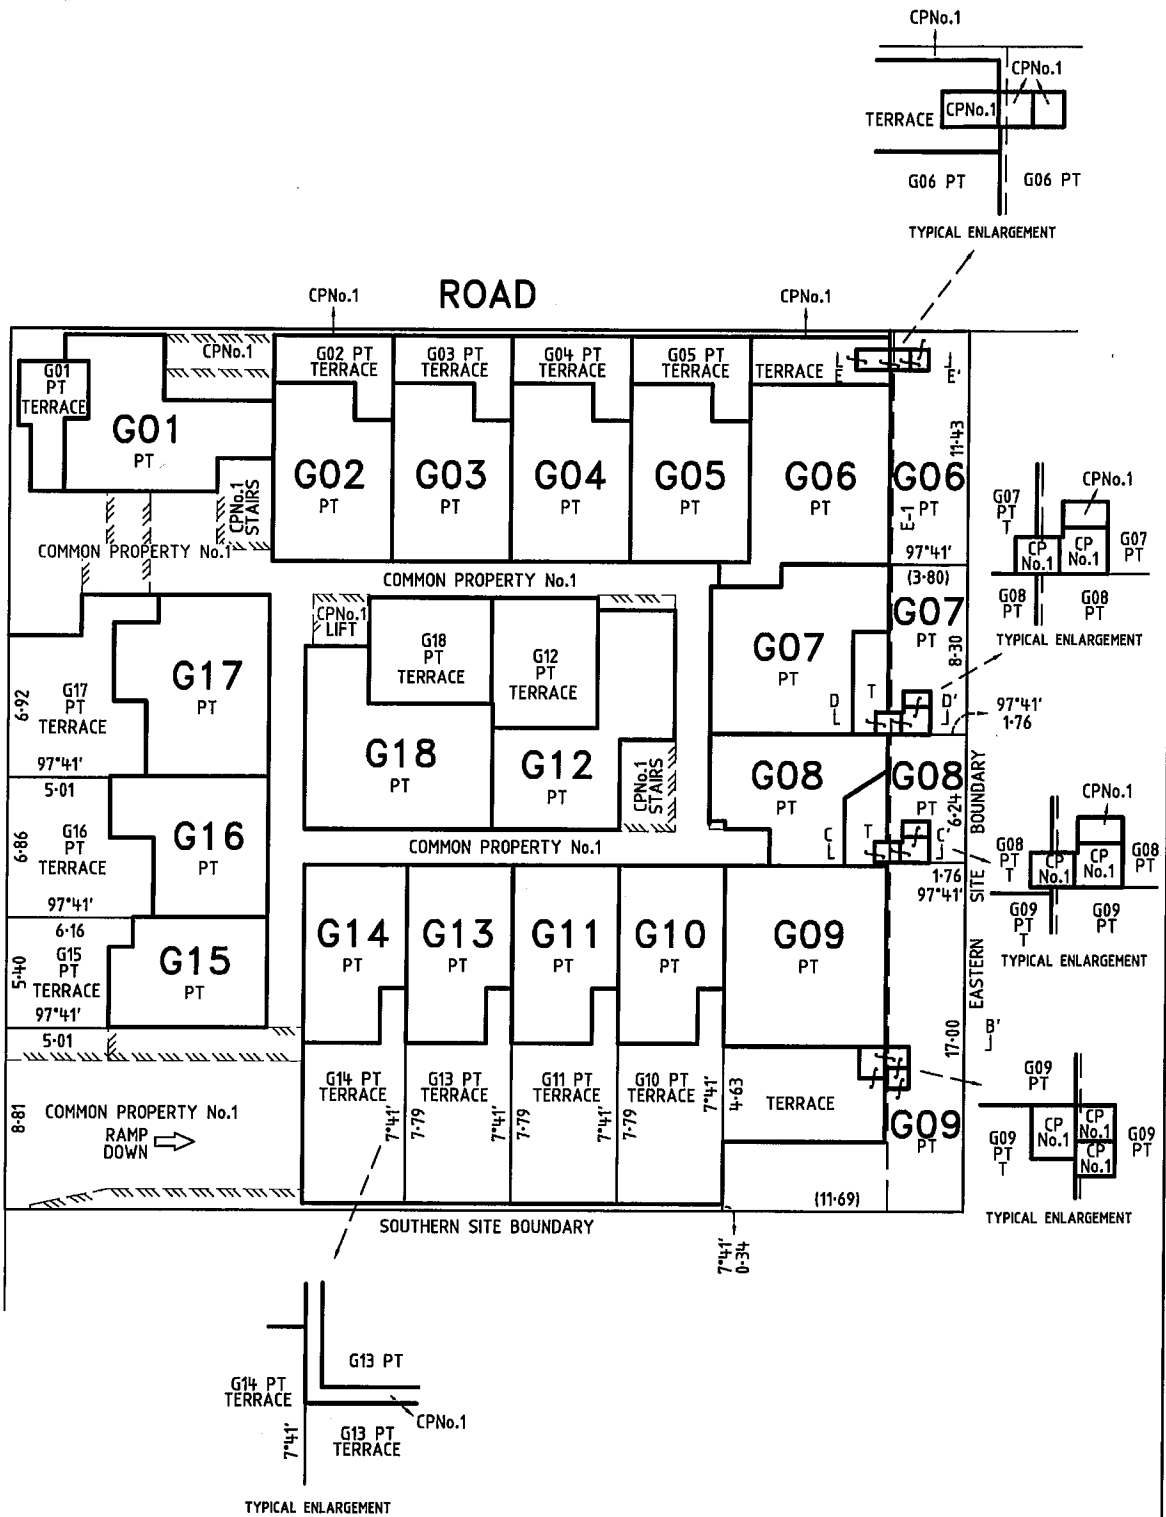 CPNo.1
CPNo.1
TERRACE
CPNo.1
G06 PT
G06 PT
TYPICAL ENLARGEMENT
ROAD
CPNo.1
CPNo.1
CPNo.1
G01
PT
TERRACE
G01
PT
G02 PT
TERRACE
G03 PT
TERRACE
G04 PT
TERRACE
G05 PT
TERRACE
TERRACE
E
E'
G02
PT
G03
PT
G04
PT
G05
PT
G06
PT
G06
PT
11·43
E-1
97°41'
(3·80)
CPNo.1
STAIRS
COMMON PROPERTY No.1
COMMON PROPERTY No.1
CPNo.1
G07
PT
T
CP
No.1
CP
No.1
G07
PT
G08
PT
T
G08
PT
TYPICAL ENLARGEMENT
CPNo.1
LIFT
G18
PT
TERRACE
G12
PT
TERRACE
G07
PT
G07
PT
8·30
T
D
D'
97°41'
1·76
G17
PT
6·92
G17
PT
TERRACE
97°41'
5·01
G18
PT
G12
PT
CPNo.1
STAIRS
G08
PT
G08
PT
6·24
T
C
C'
1·76
97°41'
EASTERN SITE BOUNDARY
CPNo.1
G08
PT
T
CP
No.1
CP
No.1
G08
PT
G09
PT
T
G09
PT
TYPICAL ENLARGEMENT
6·86
G16
PT
TERRACE
97°41'
6·16
G16
PT
COMMON PROPERTY No.1
5·40
G15
PT
TERRACE
97°41'
5·01
G15
PT
G14
PT
G13
PT
G11
PT
G10
PT
G09
PT
17·00
B'
8·81
COMMON PROPERTY No.1
RAMP
DOWN
G14 PT
TERRACE
7°41'
7·79
G13 PT
TERRACE
7°41'
7·79
G11 PT
TERRACE
7°41'
7·79
G10 PT
TERRACE
7°41'
4·63
TERRACE
G09
PT
(11·69)
G09
PT
G09
PT
T
CP
No.1
CP
No.1
CP
No.1
G09
PT
TYPICAL ENLARGEMENT
SOUTHERN SITE BOUNDARY
7°41'
0·34
G13 PT
G14 PT
TERRACE
CPNo.1
7°41'
G13 PT
TERRACE
TYPICAL ENLARGEMENT